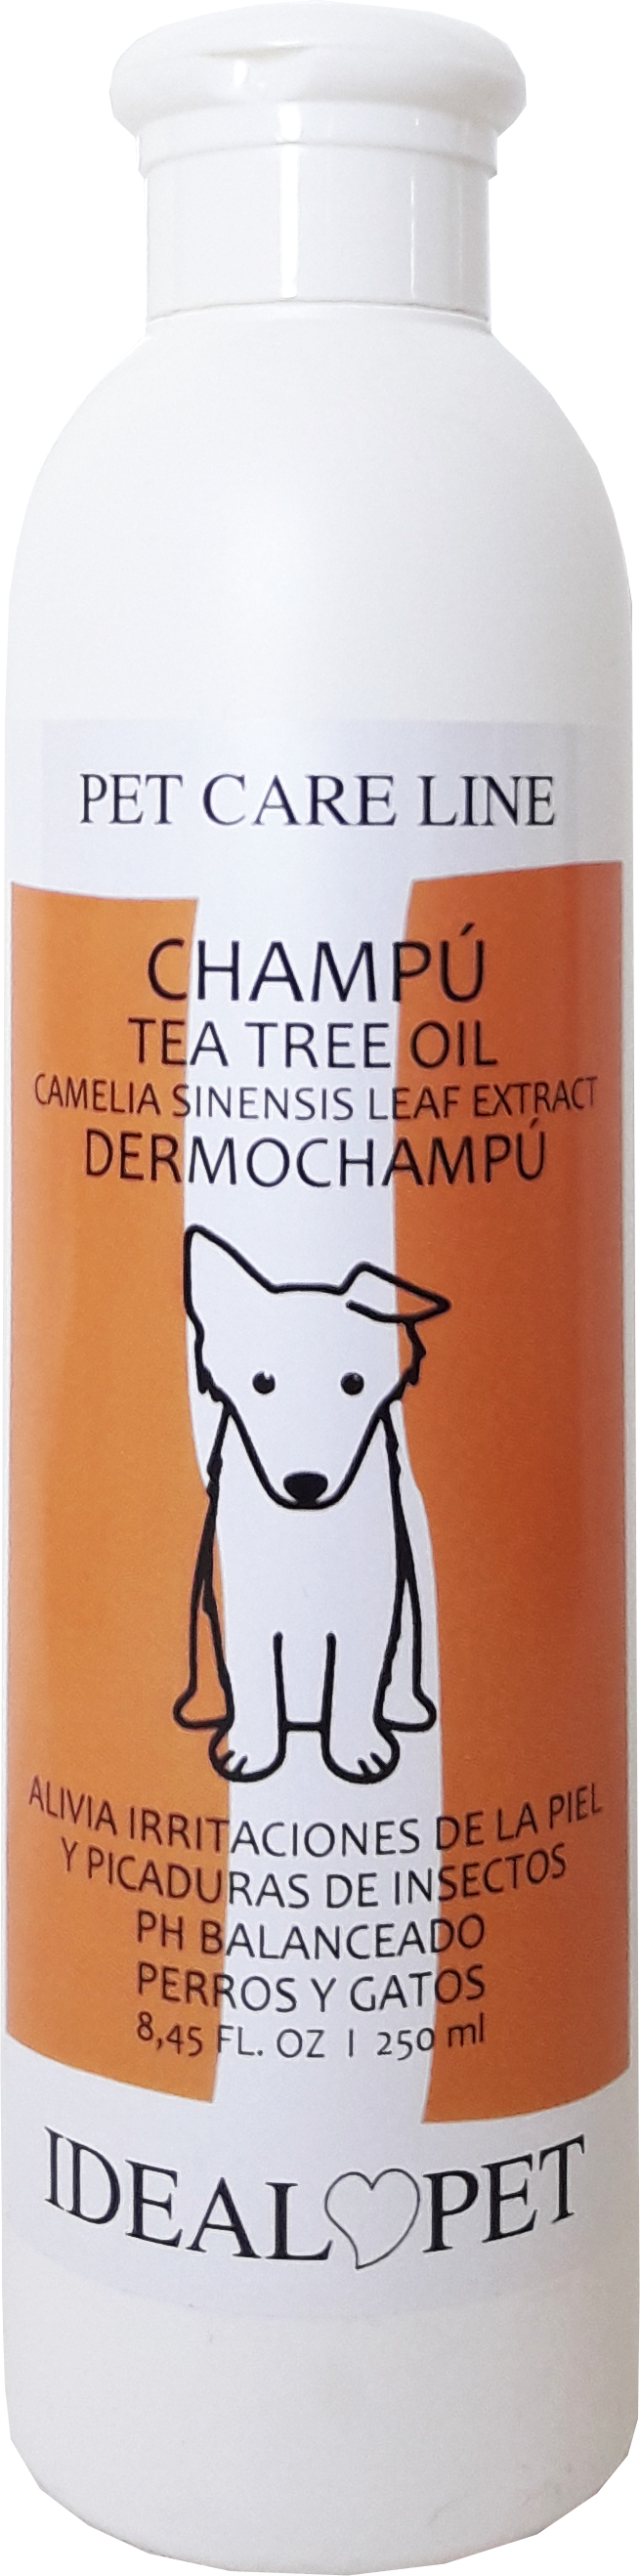 PET CARE LINE
CHAMPÚ
TEA TREE OIL
CAMELIA SINENSIS LEAF EXTRACT
DERMOCHAMPÚ
ALIVIA IRRITACIONES DE LA PIEL
Y PICADURAS DE INSECTOS
PH BALANCEADO
PERROS Y GATOS
8,45 FL. OZ | 250 ml
IDEAL PET